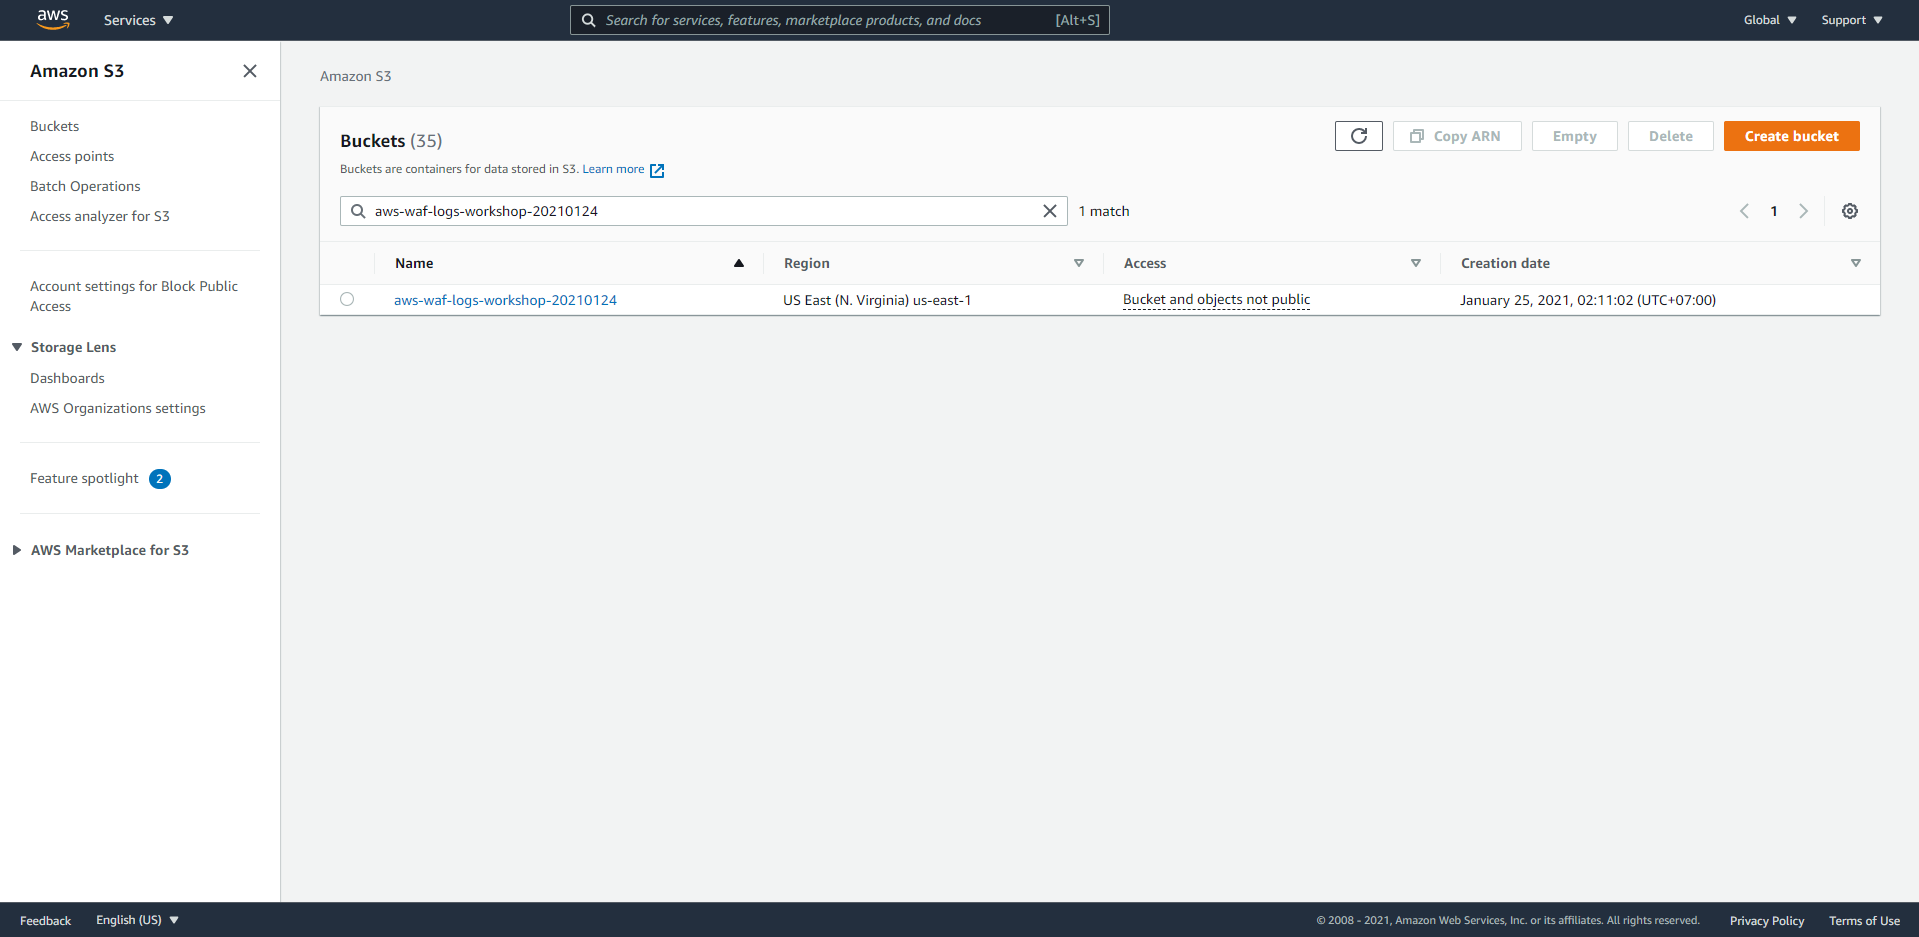 aws
Services
Search for services, features, marketplace products, and docs [Alt+S]
Global
Support
Amazon S3
Buckets
Access points
Batch Operations
Access analyzer for S3
Account settings for Block Public
Access
Storage Lens
Dashboards
AWS Organizations settings
Feature spotlight 2
AWS Marketplace for S3
Amazon S3
Buckets (35)
Copy ARN
Empty
Delete
Create bucket
Buckets are containers for data stored in S3. Learn more
aws-waf-logs-workshop-20210124
1 match
1
Name Region Access Creation date
aws-waf-logs-workshop-20210124 US East (N. Virginia) us-east-1 Bucket and objects not public January 25, 2021, 02:11:02 (UTC+07:00)
Feedback English (US) © 2008 - 2021, Amazon Web Services, Inc. or its affiliates. All rights reserved. Privacy Policy Terms of Use